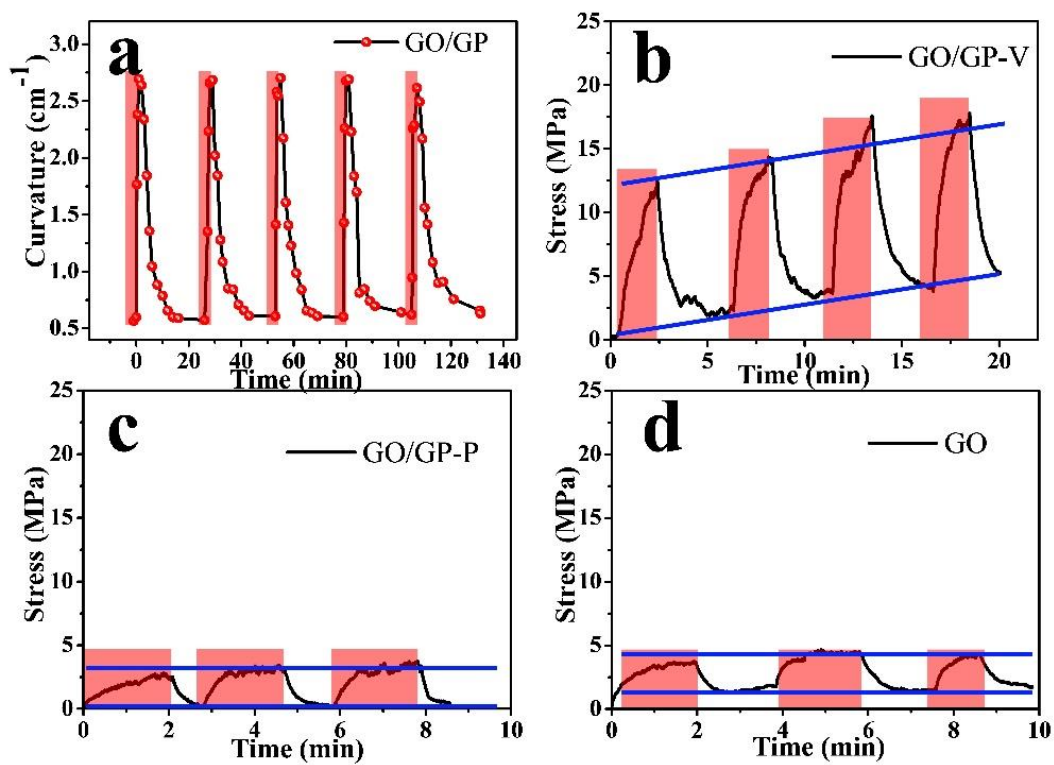 a
GO/GP
3.0
2.5
2.0
1.5
1.0
0.5
Curvature (cm-1)
0 20 40 60 80 100 120 140
Time (min)
b
GO/GP-V
25
20
15
10
5
0
Stress (MPa)
0 5 10 15 20
Time (min)
c
GO/GP-P
25
20
15
10
5
0
Stress (MPa)
0 2 4 6 8 10
Time (min)
d
GO
25
20
15
10
5
0
Stress (MPa)
0 2 4 6 8 10
Time (min)